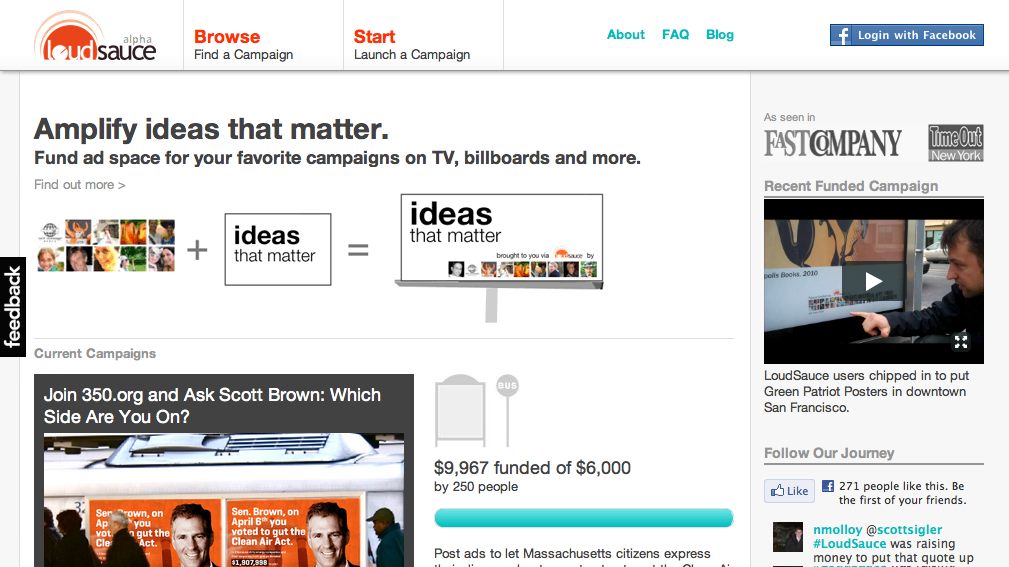 alpha
loudsauce
Browse
Find a Campaign
Start
Launch a Campaign
About FAQ Blog
f Login with Facebook
Amplify ideas that matter.
Fund ad space for your favorite campaigns on TV, billboards and more.
Find out more >
+
ideas
that matter
=
ideas
that matter
brought to you via loudsauce by
feedback
Current Campaigns
Join 350.org and Ask Scott Brown: Which
Side Are You On?
Sen. Brown, on
April 6th you
voted to gut the
Clean Air Act.
$1,907,998
Sen. Brown, on
April 6th you
voted to gut the
Clean Air Act.
BUS
$9,967 funded of $6,000
by 250 people
Post ads to let Massachusetts citizens express
As seen in
FAST COMPANY
TimeOut
New York
Recent Funded Campaign
polis Books, 2010
LoudSauce users chipped in to put
Green Patriot Posters in downtown
San Francisco.
Follow Our Journey
Like
f 271 people like this. Be
the first of your friends.
nmolloy @scottsigler
#LoudSauce was raising
money to put that quote up